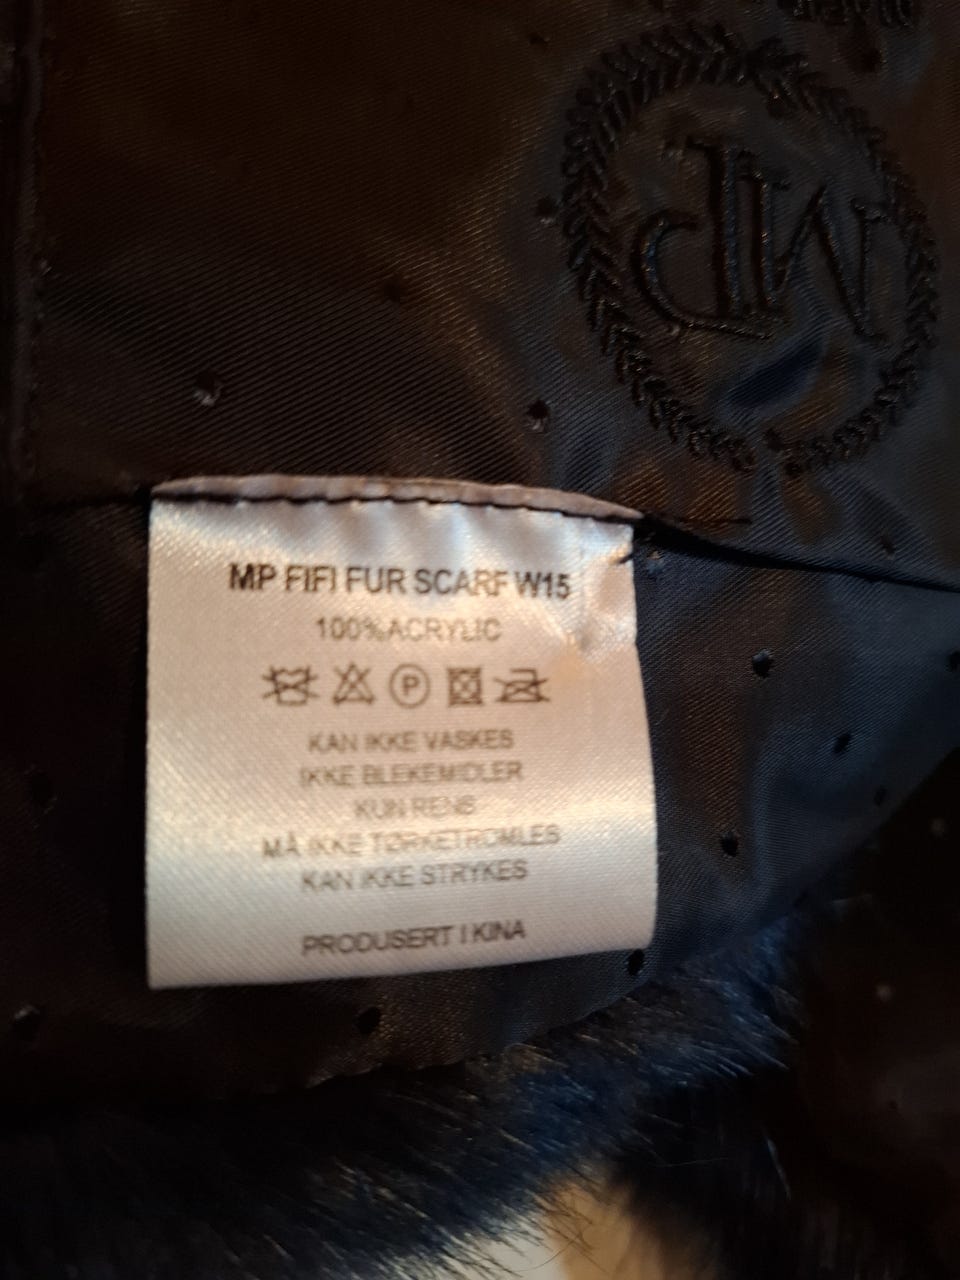 MP
MP FIFI FUR SCARF W15
100%ACRYLIC
P
KAN IKKE VASKES
IKKE BLEKEMIDLER
KUN RENS
MÅ IKKE TØRKETROMLES
KAN IKKE STRYKES
PRODUSERT I KINA